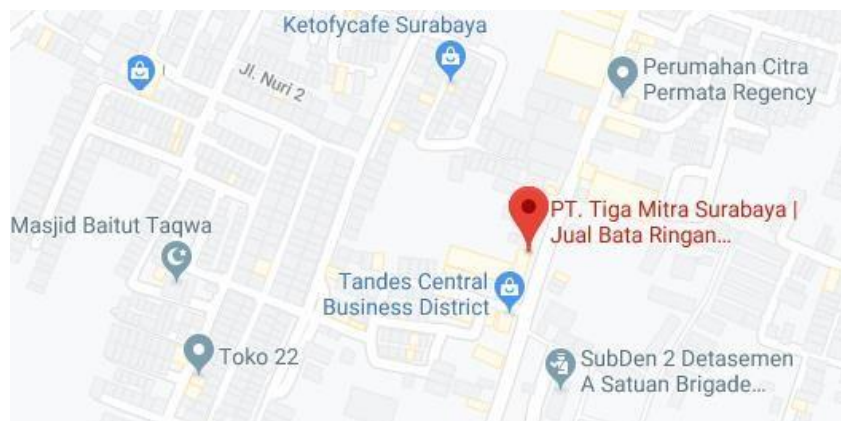 Ketofycafe Surabaya
Jl. Nuri 2
Perumahan Citra
Permata Regency
PT. Tiga Mitra Surabaya |
Jual Bata Ringan...
Masjid Baitut Taqwa
Tandes Central
Business District
Toko 22
SubDen 2 Detasemen
A Satuan Brigade...